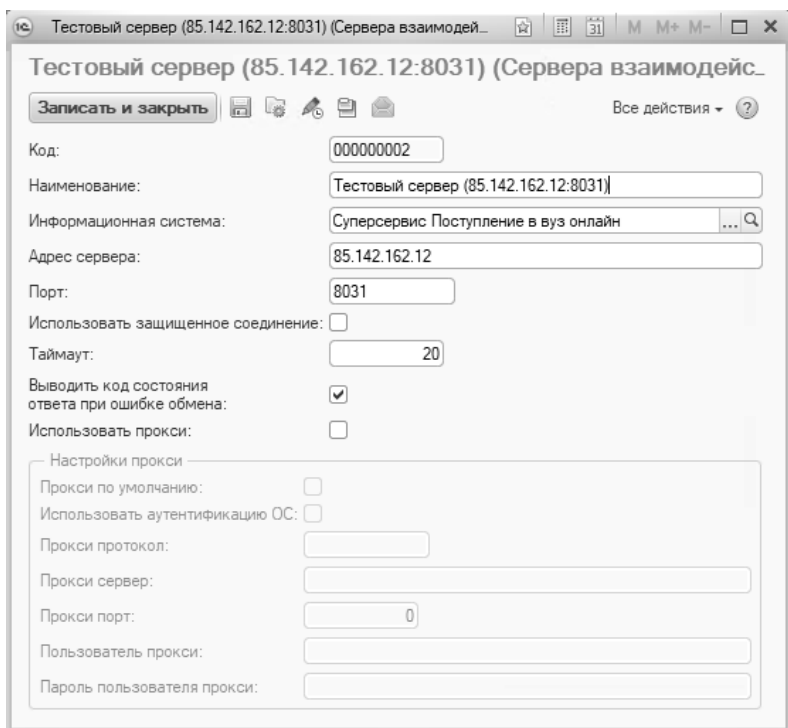 1С Тестовый сервер (85.142.162.12:8031) (Сервера взаимодей... 31 M M+ M-
Тестовый сервер (85.142.162.12:8031) (Сервера взаимодейс...
Записать и закрыть Все действия ?
Код: 000000002
Наименование: Тестовый сервер (85.142.162.12:8031)
Информационная система: Суперсервис Поступление в вуз онлайн ...
Адрес сервера: 85.142.162.12
Порт: 8031
Использовать защищенное соединение:
Таймаут: 20
Выводить код состояния
ответа при ошибке обмена:
Использовать прокси:
Настройки прокси
Прокси по умолчанию:
Использовать аутентификацию ОС:
Прокси протокол:
Прокси сервер:
Прокси порт: 0
Пользователь прокси:
Пароль пользователя прокси: